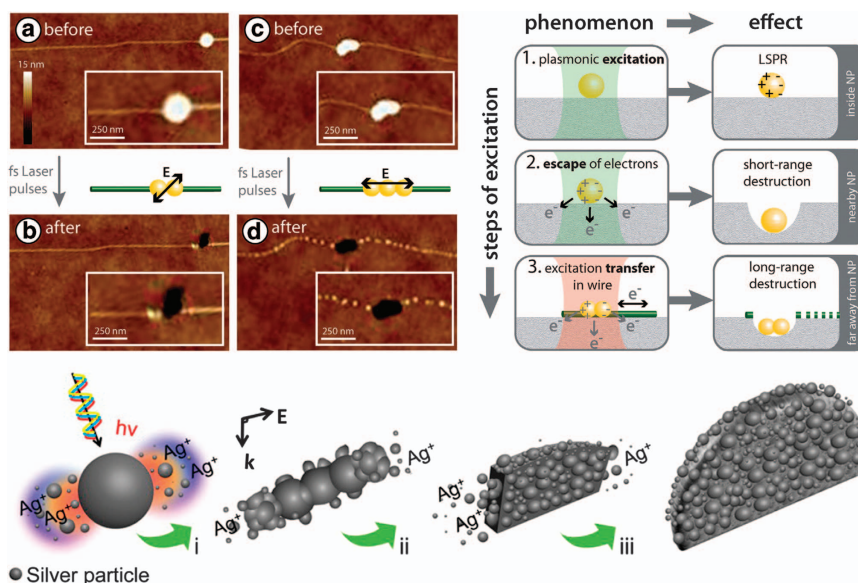 a before
15 nm
250 nm
c before
250 nm
fs Laser
pulses
E
fs Laser
pulses
E
b after
250 nm
d after
250 nm
phenomenon
effect
steps of excitation
1. plasmonic excitation
LSPR
inside NP
2. escape of electrons
e⁻
e⁻
e⁻
short-range
destruction
nearby NP
3. excitation transfer
in wire
e⁻
e⁻
e⁻
e⁻
long-range
destruction
far away from NP
hν
Ag⁺
Ag⁺
Ag⁺
Ag⁺
E
k
i
Ag⁺
Ag⁺
ii
Ag⁺
Ag⁺
Ag⁺
iii
Silver particle